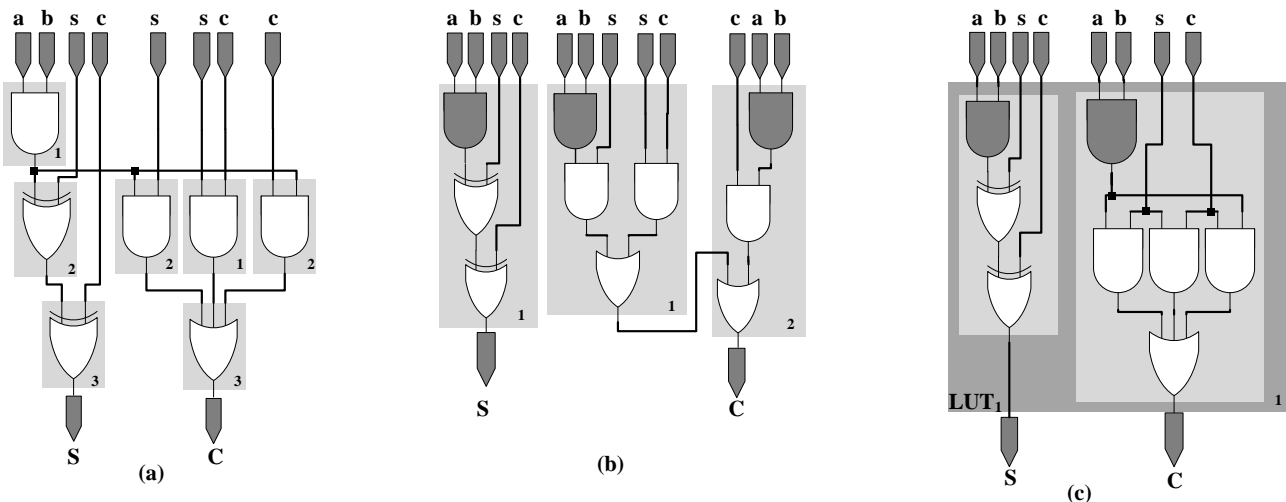 a b s c s s c c
1
2 2 1 2
3 3
S C
(a)
a b s c a b s s c c a b
1 1 2
S C
(b)
a b s c a b s c
LUT1 1
S C
(c)